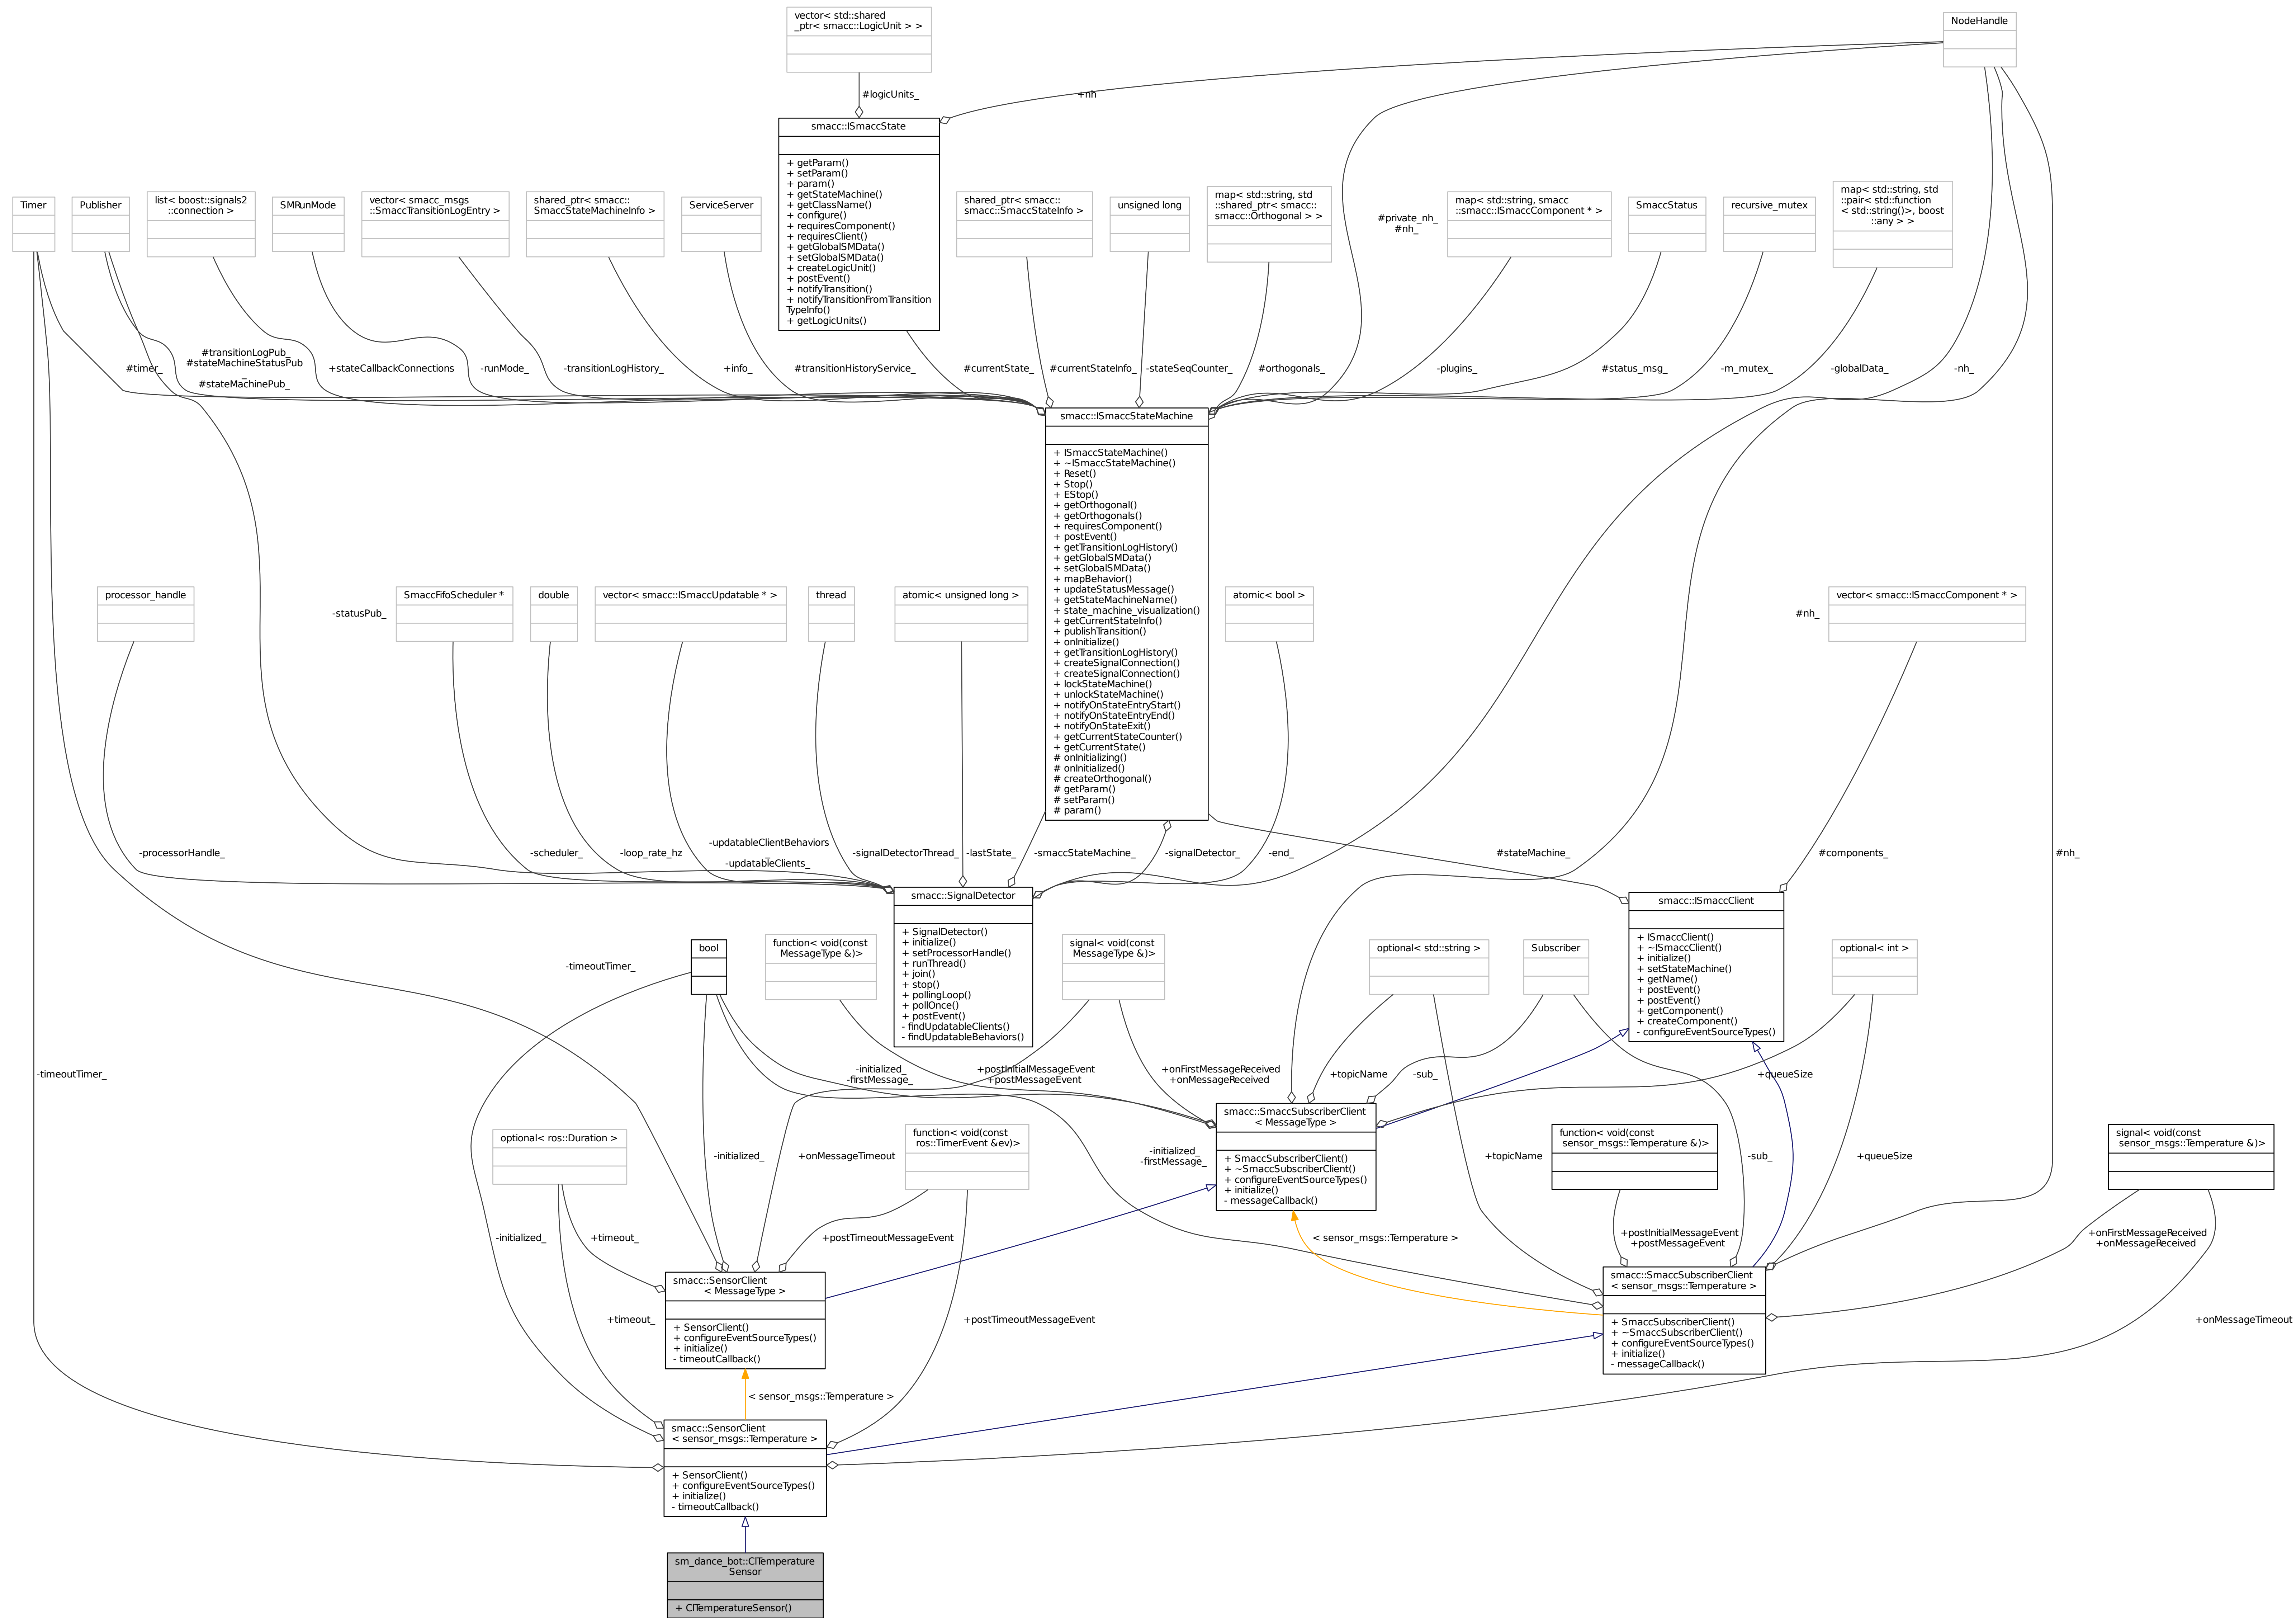 vector< std::shared
_ptr< smacc::LogicUnit > >
NodeHandle
#logicUnits_
+nh
smacc::ISmaccState
+ getParam()
+ setParam()
+ param()
+ getStateMachine()
+ getClassName()
+ configure()
+ requiresComponent()
+ requiresClient()
+ getGlobalSMData()
+ setGlobalSMData()
+ createLogicUnit()
+ postEvent()
+ notifyTransition()
+ notifyTransitionFromTransition
TypeInfo()
+ getLogicUnits()
Timer
Publisher
list< boost::signals2
::connection >
SMRunMode
vector< smacc_msgs
::SmaccTransitionLogEntry >
shared_ptr< smacc::
SmaccStateMachineInfo >
ServiceServer
shared_ptr< smacc::
smacc::SmaccStateInfo >
unsigned long
map< std::string, std
::shared_ptr< smacc::
smacc::Orthogonal > >
#private_nh_
#nh_
map< std::string, smacc
::smacc::ISmaccComponent * >
SmaccStatus
recursive_mutex
map< std::string, std
::pair< std::function
< std::string()>, boost
::any > >
#timer_
#transitionLogPub_
#stateMachineStatusPub
_
#stateMachinePub_
+stateCallbackConnections
-runMode_
-transitionLogHistory_
+info_
#transitionHistoryService_
#currentState_
#currentStateInfo_
-stateSeqCounter_
#orthogonals_
-plugins_
#status_msg_
-m_mutex_
-globalData_
-nh_
smacc::ISmaccStateMachine
+ ISmaccStateMachine()
+ ~ISmaccStateMachine()
+ Reset()
+ Stop()
+ EStop()
+ getOrthogonal()
+ getOrthogonals()
+ requiresComponent()
+ postEvent()
+ getTransitionLogHistory()
+ getGlobalSMData()
+ setGlobalSMData()
+ mapBehavior()
+ updateStatusMessage()
+ getStateMachineName()
+ state_machine_visualization()
+ getCurrentStateInfo()
+ publishTransition()
+ onInitialize()
+ getTransitionLogHistory()
+ createSignalConnection()
+ createSignalConnection()
+ lockStateMachine()
+ unlockStateMachine()
+ notifyOnStateEntryStart()
+ notifyOnStateEntryEnd()
+ notifyOnStateExit()
+ getCurrentStateCounter()
+ getCurrentState()
# onInitializing()
# onInitialized()
# createOrthogonal()
# getParam()
# setParam()
# param()
processor_handle
-statusPub_
SmaccFifoScheduler *
double
vector< smacc::ISmaccUpdatable * >
thread
atomic< unsigned long >
atomic< bool >
#nh_
vector< smacc::ISmaccComponent * >
-processorHandle_
-scheduler_
-loop_rate_hz
-updatableClientBehaviors
_
-updatableClients_
-signalDetectorThread_
-lastState_
-smaccStateMachine_
-signalDetector_
-end_
#stateMachine_
#components_
#nh_
smacc::SignalDetector
+ SignalDetector()
+ initialize()
+ setProcessorHandle()
+ runThread()
+ join()
+ stop()
+ pollingLoop()
+ pollOnce()
+ postEvent()
- findUpdatableClients()
- findUpdatableBehaviors()
smacc::ISmaccClient
+ ISmaccClient()
+ ~ISmaccClient()
+ initialize()
+ setStateMachine()
+ getName()
+ postEvent()
+ postEvent()
+ getComponent()
+ createComponent()
- configureEventSourceTypes()
-timeoutTimer_
bool
function< void(const
MessageType &)>
signal< void(const
MessageType &)>
optional< std::string >
Subscriber
optional< int >
-timeoutTimer_
-initialized_
-firstMessage_
+postInitialMessageEvent
+postMessageEvent
+onFirstMessageReceived
+onMessageReceived
+topicName
-sub_
+queueSize
smacc::SmaccSubscriberClient
< MessageType >
+ SmaccSubscriberClient()
+ ~SmaccSubscriberClient()
+ configureEventSourceTypes()
+ initialize()
- messageCallback()
optional< ros::Duration >
-initialized_
+onMessageTimeout
function< void(const
ros::TimerEvent &ev)>
-initialized_
-firstMessage_
+topicName
function< void(const
sensor_msgs::Temperature &)>
-sub_
+queueSize
signal< void(const
sensor_msgs::Temperature &)>
-initialized_
+timeout_
+postTimeoutMessageEvent
< sensor_msgs::Temperature >
+postInitialMessageEvent
+postMessageEvent
+onFirstMessageReceived
+onMessageReceived
smacc::SensorClient
< MessageType >
+ SensorClient()
+ configureEventSourceTypes()
+ initialize()
- timeoutCallback()
smacc::SmaccSubscriberClient
< sensor_msgs::Temperature >
+ SmaccSubscriberClient()
+ ~SmaccSubscriberClient()
+ configureEventSourceTypes()
+ initialize()
- messageCallback()
+timeout_
+postTimeoutMessageEvent
+onMessageTimeout
< sensor_msgs::Temperature >
smacc::SensorClient
< sensor_msgs::Temperature >
+ SensorClient()
+ configureEventSourceTypes()
+ initialize()
- timeoutCallback()
sm_dance_bot::ClTemperature
Sensor
+ ClTemperatureSensor()